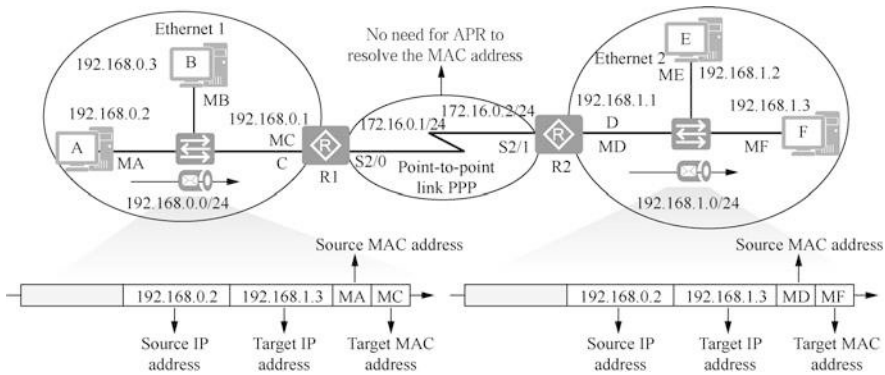 Ethernet 1
B
192.168.0.3
MB
192.168.0.2
192.168.0.1
A
MA
MC
C
R
R1
S2/0
192.168.0.0/24
No need for APR to
resolve the MAC address
172.16.0.1/24
172.16.0.2/24
Point-to-point
link PPP
S2/1
R
R2
Ethernet 2
E
ME
192.168.1.2
192.168.1.1
192.168.1.3
D
MD
MF
F
192.168.1.0/24
Source MAC address
192.168.0.2
192.168.1.3
MA
MC
Source IP
address
Target IP
address
Target MAC
address
Source MAC address
192.168.0.2
192.168.1.3
MD
MF
Source IP
address
Target IP
address
Target MAC
address